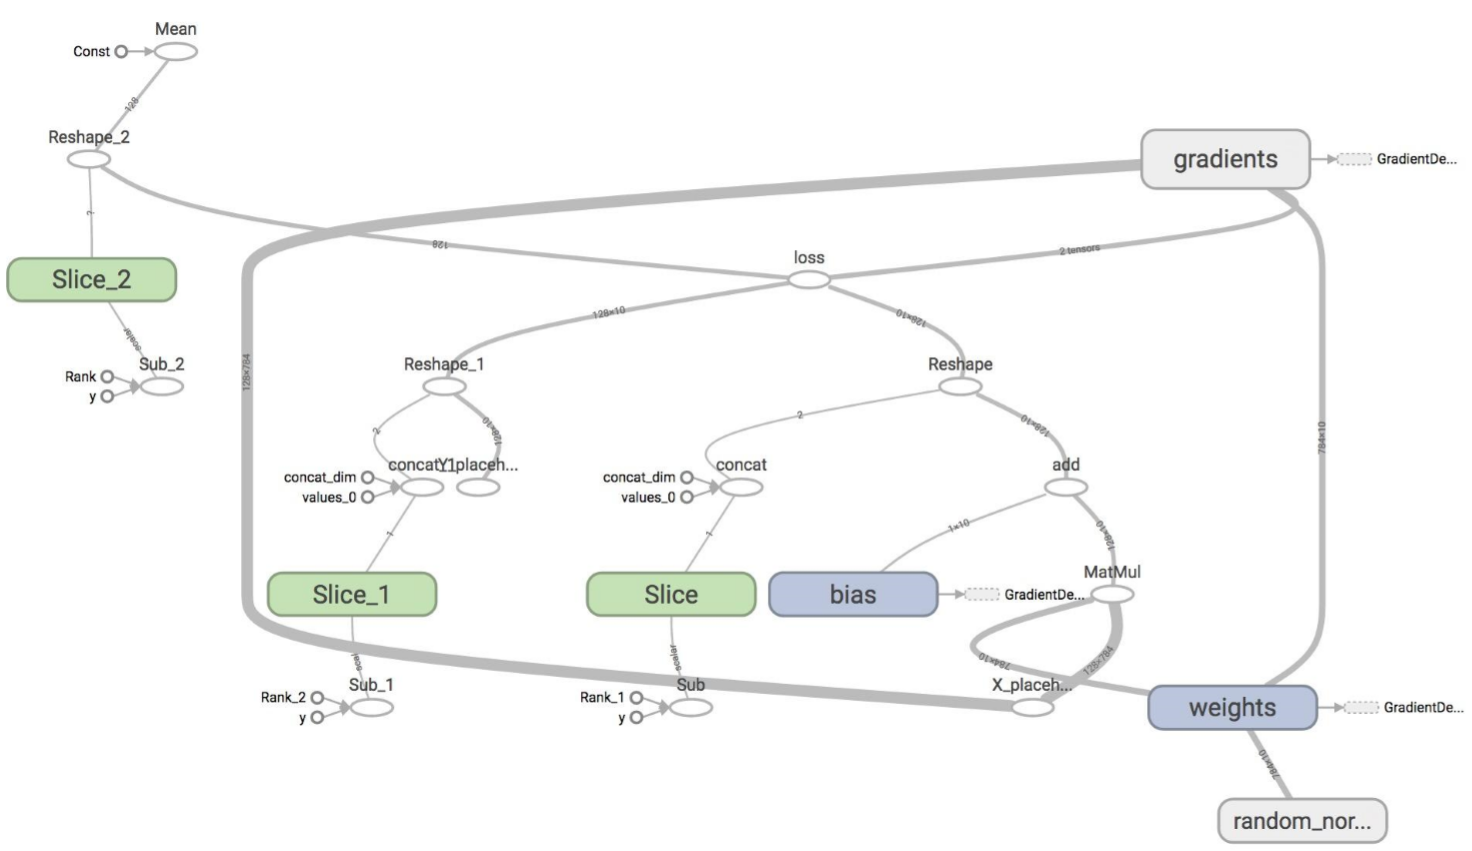 Mean
Const
128
Reshape_2
gradients
GradientDe...
?
128
2 tensors
loss
Slice_2
128×10
128×10
scalar
Sub_2
Rank
y
128×784
Reshape_1
Reshape
2
128×10
2
128×10
784×10
concat_dim
values_0
concat
Y_placeh...
concat_dim
values_0
concat
add
1
1
1×10
128×10
MatMul
Slice_1
Slice
bias
GradientDe...
784×10
128×784
scalar
Rank_2
y
Sub_1
Rank_1
y
Sub
X_placeh...
weights
GradientDe...
784×10
random_nor...